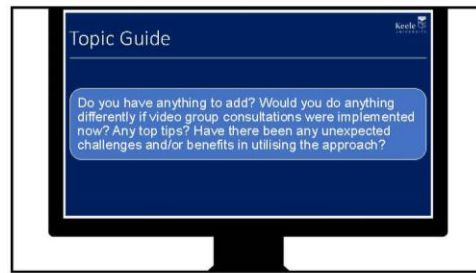 Keele
UNIVERSITY
Topic Guide
Do you have anything to add? Would you do anything
differently if video group consultations were implemented
now? Any top tips? Have there been any unexpected
challenges and/or benefits in utilising the approach?